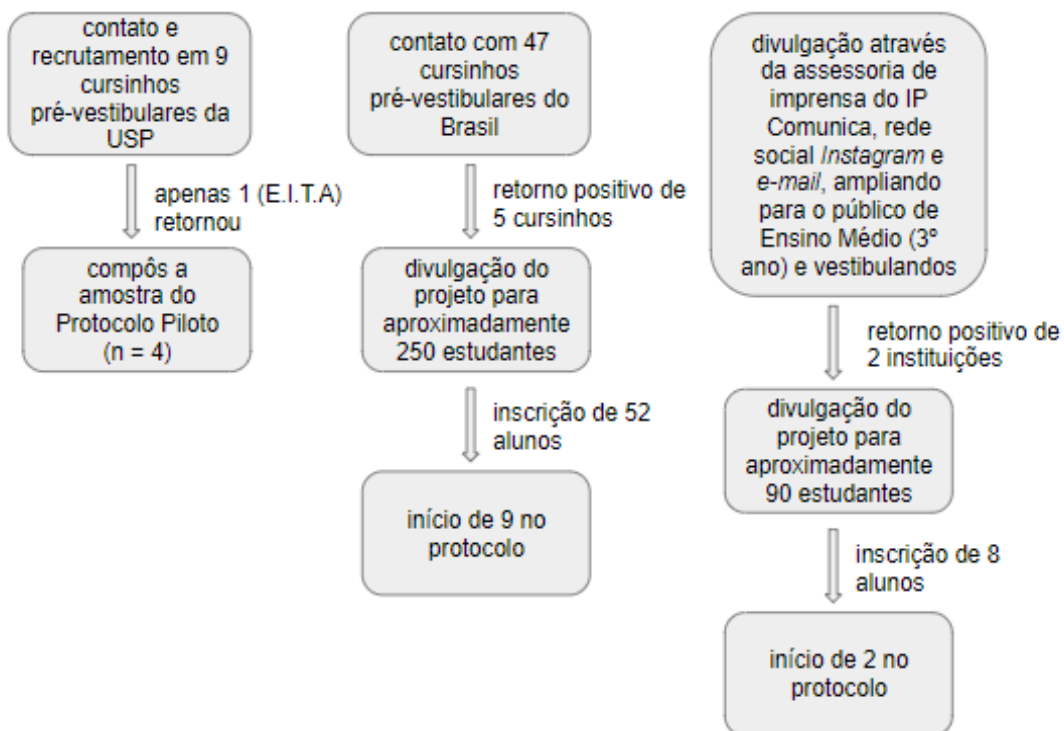 contato e
recrutamento em 9
cursinhos
pré-vestibulares da
USP
apenas 1 (E.I.T.A)
retornou
compôs a
amostra do
Protocolo Piloto
(n = 4)
contato com 47
cursinhos
pré-vestibulares do
Brasil
retorno positivo de
5 cursinhos
divulgação do
projeto para
aproximadamente
250 estudantes
inscrição de 52
alunos
início de 9 no
protocolo
divulgação através
da assessoria de
imprensa do IP
Comunica, rede
social Instagram e
e-mail, ampliando
para o público de
Ensino Médio (3º
ano) e vestibulandos
retorno positivo de
2 instituições
divulgação do
projeto para
aproximadamente
90 estudantes
inscrição de 8
alunos
início de 2 no
protocolo